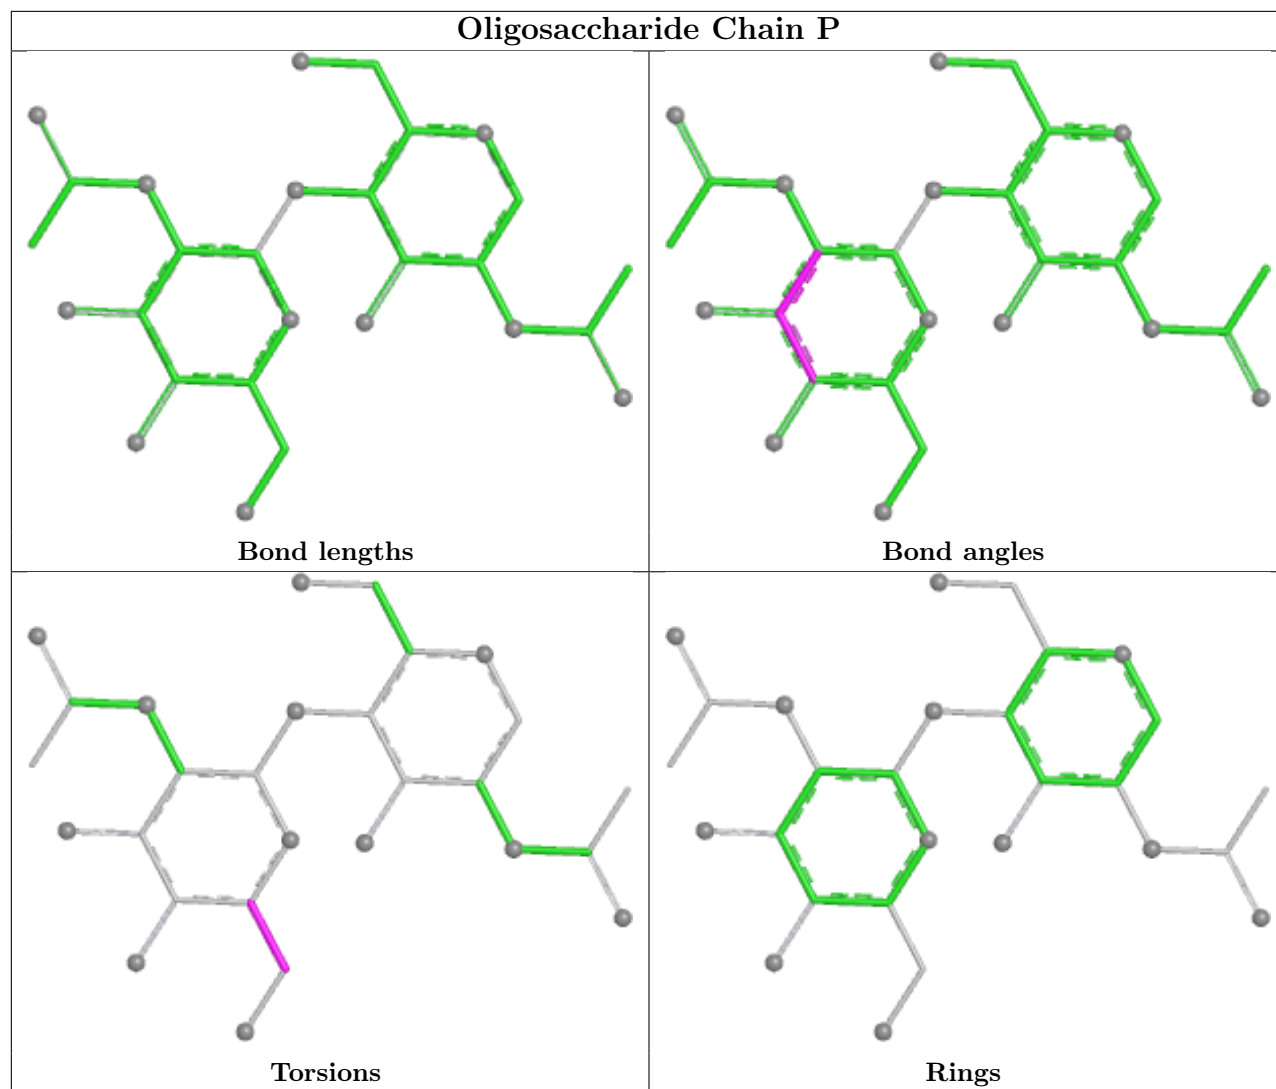 Oligosaccharide Chain P
Bond lengths
Bond angles
Torsions
Rings